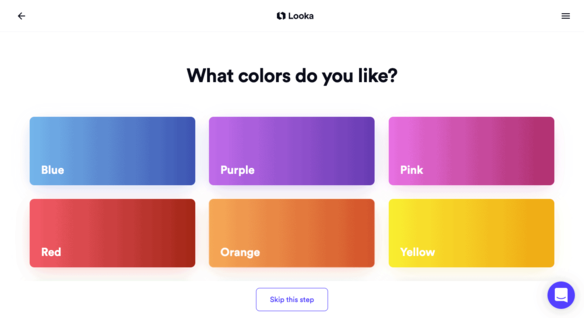 Looka
What colors do you like?
Blue
Purple
Pink
Red
Orange
Yellow
Skip this step